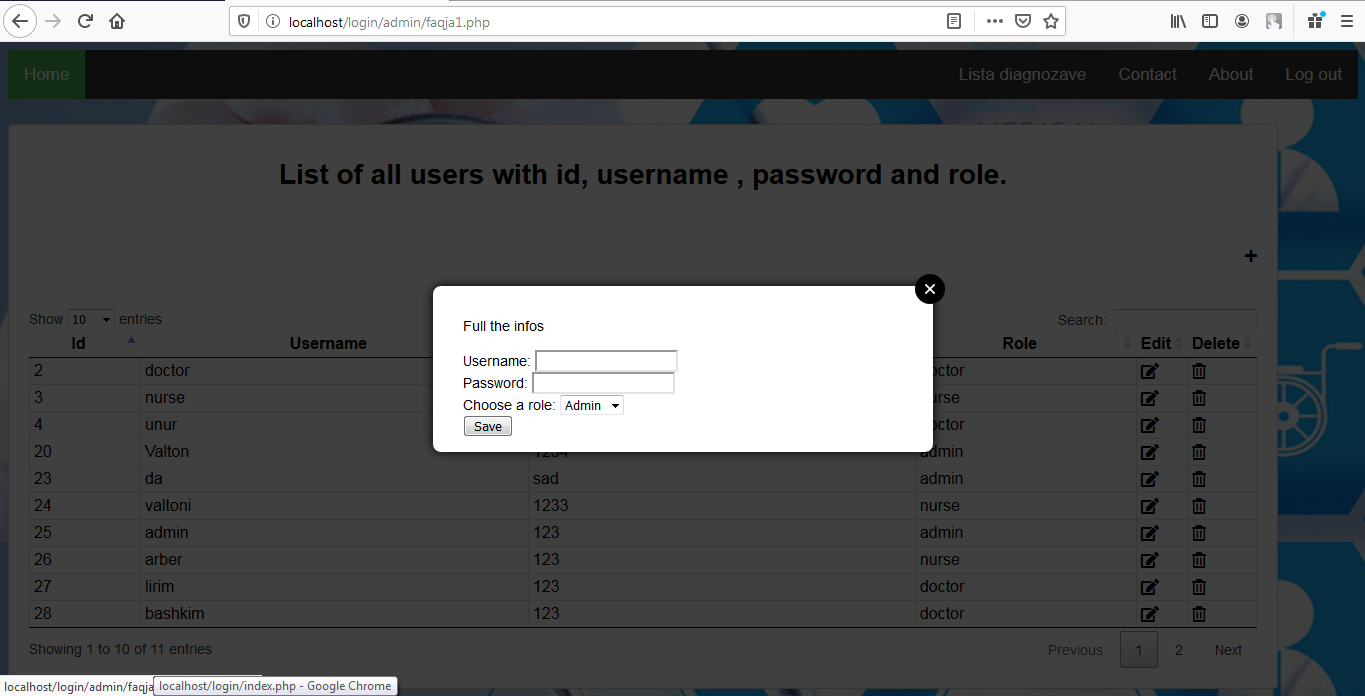 localhost/login/admin/faqja1.php
Home Lista diagnozave Contact About Log out
List of all users with id, username , password and role.
+
Full the infos
Show 10 entries Search:
Id Username Role Edit Delete
Username:
Password:
Choose a role: Admin
Save
2 doctor
3 nurse
4 unur
20 Valton 1234 admin
23 da sad admin
24 valtoni 1233 nurse
25 admin 123 admin
26 arber 123 nurse
27 lirim 123 doctor
28 bashkim 123 doctor
Showing 1 to 10 of 11 entries Previous 1 2 Next
localhost/login/admin/faqja
localhost/login/index.php - Google Chrome